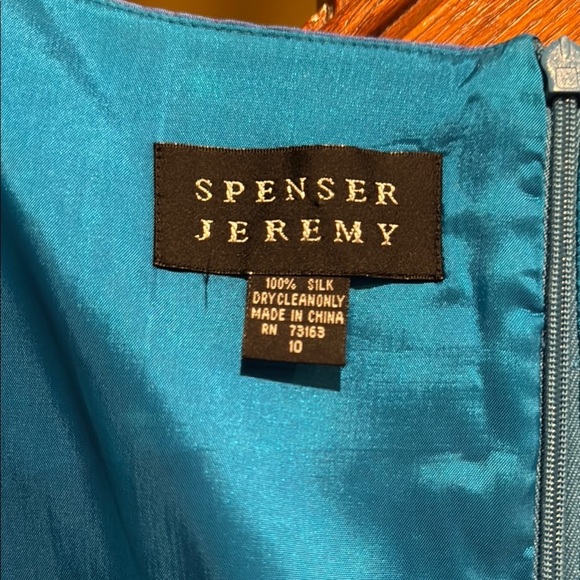 SPENSER
JEREMY
100% SILK
DRYCLEANONLY
MADE IN CHINA
RN 73163
10